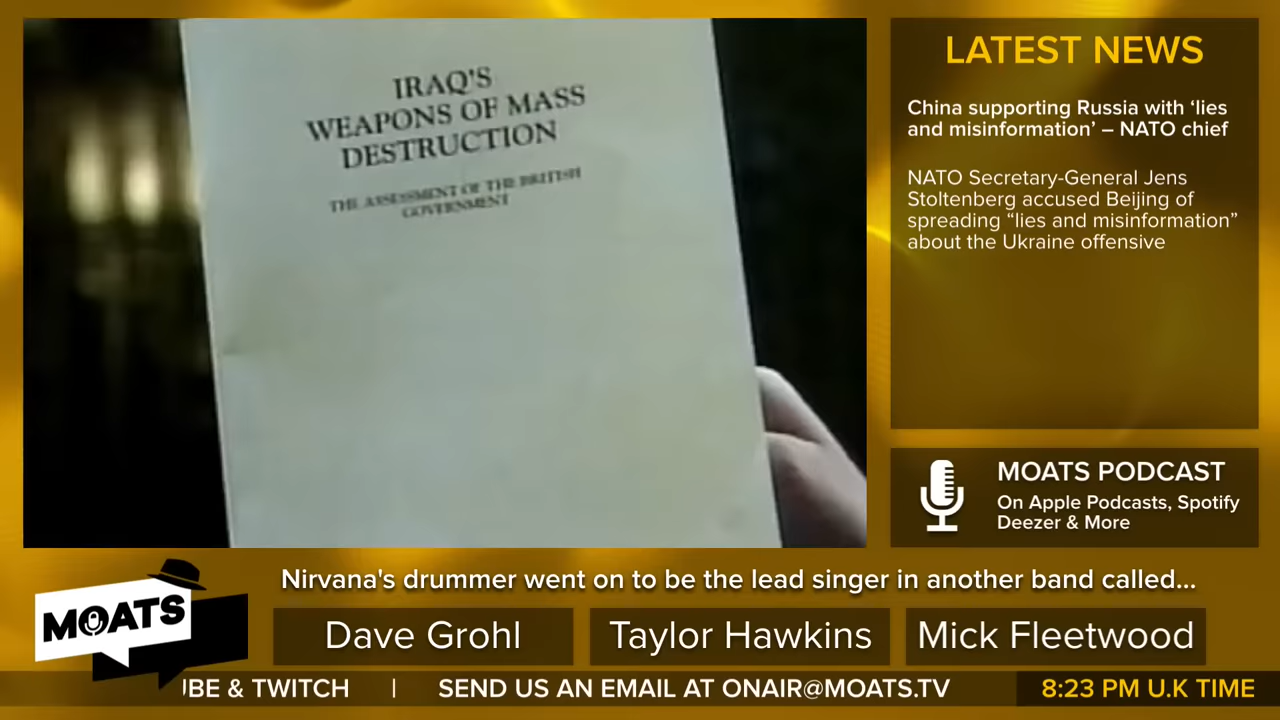 IRAQ'S
WEAPONS OF MASS
DESTRUCTION
THE ASSESSMENT OF THE BRITISH
GOVERNMENT
LATEST NEWS
China supporting Russia with ‘lies
and misinformation’ – NATO chief
NATO Secretary-General Jens
Stoltenberg accused Beijing of
spreading “lies and misinformation”
about the Ukraine offensive
MOATS PODCAST
On Apple Podcasts, Spotify
Deezer & More
Nirvana's drummer went on to be the lead singer in another band called...
MOATS
Dave Grohl
Taylor Hawkins
Mick Fleetwood
UBE & TWITCH | SEND US AN EMAIL AT ONAIR@MOATS.TV
8:23 PM U.K TIME